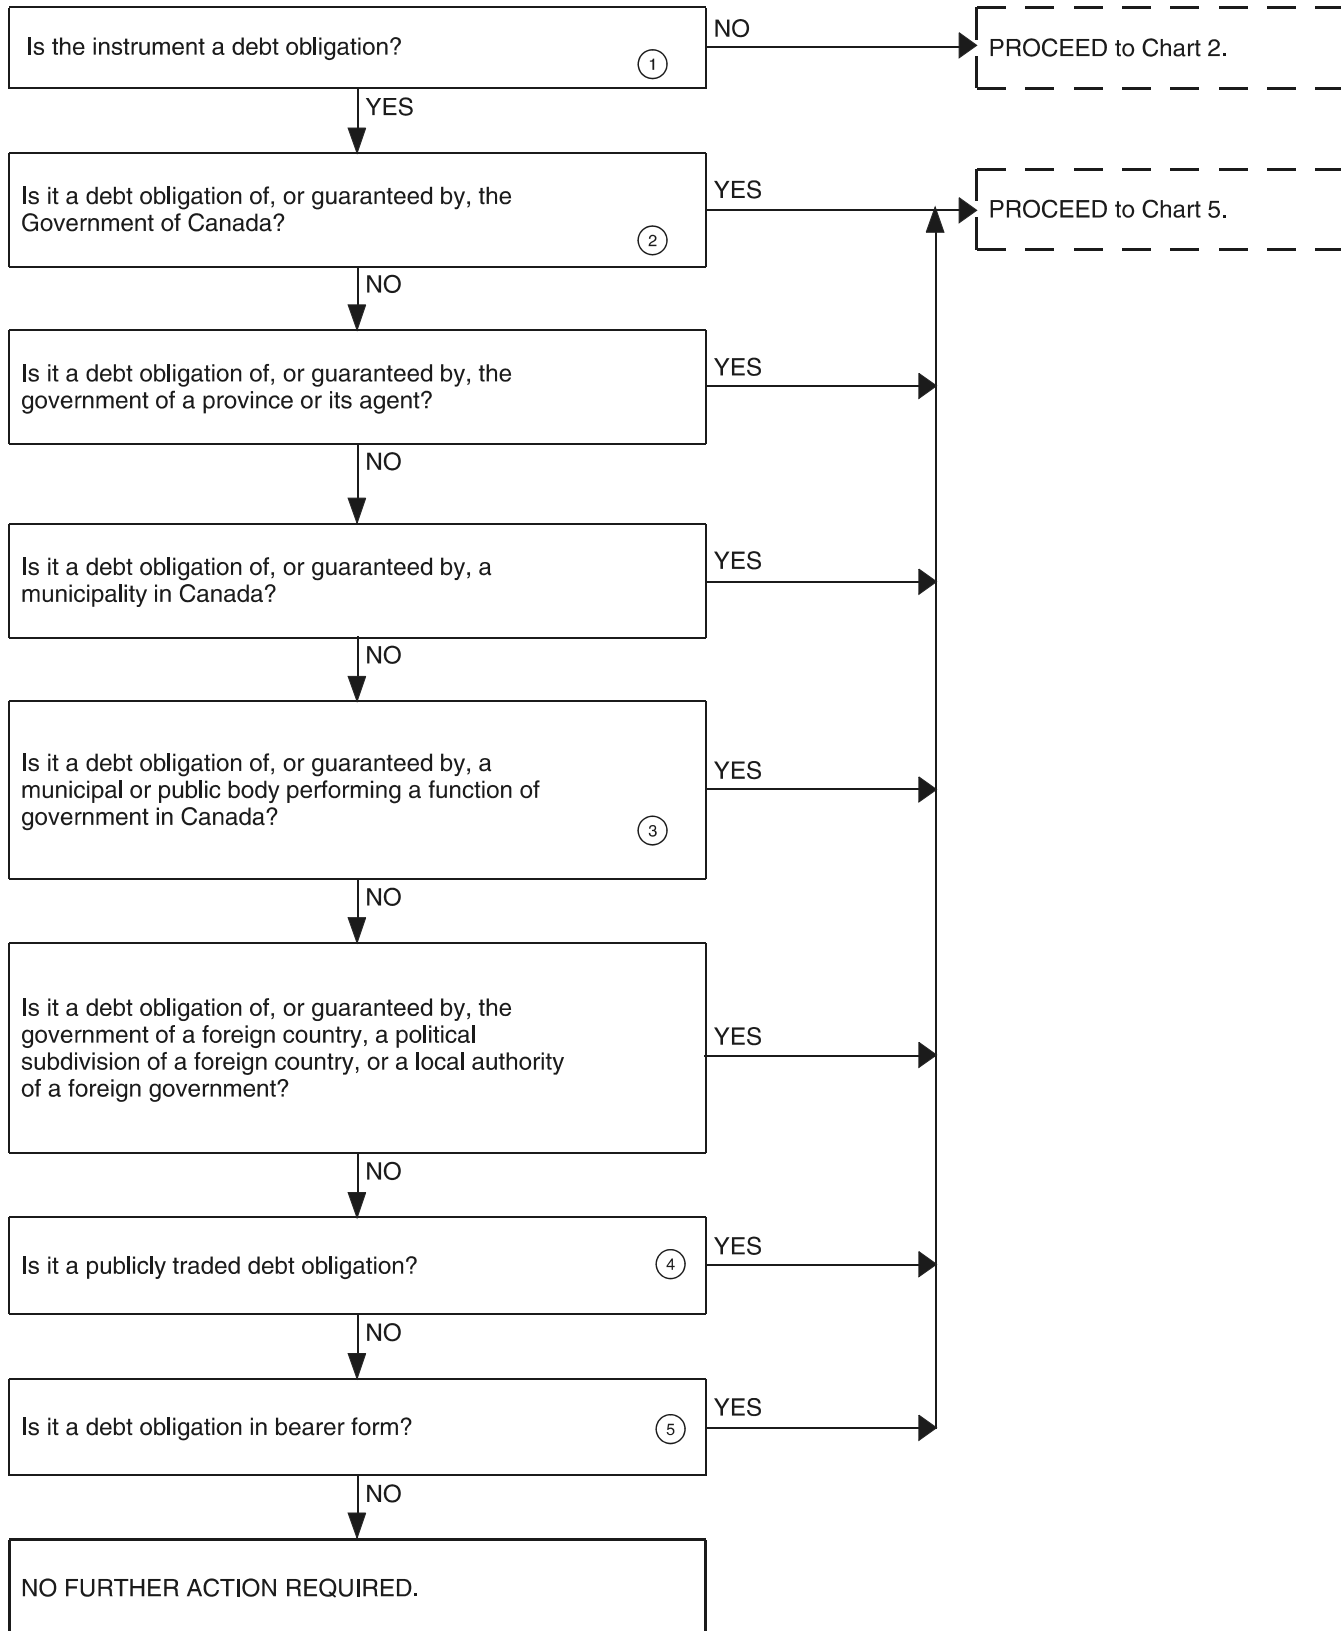 Is the instrument a debt obligation?
1
NO
PROCEED to Chart 2.
YES
Is it a debt obligation of, or guaranteed by, the
Government of Canada?
2
YES
PROCEED to Chart 5.
NO
Is it a debt obligation of, or guaranteed by, the
government of a province or its agent?
YES
NO
Is it a debt obligation of, or guaranteed by, a
municipality in Canada?
YES
NO
Is it a debt obligation of, or guaranteed by, a
municipal or public body performing a function of
government in Canada?
3
YES
NO
Is it a debt obligation of, or guaranteed by, the
government of a foreign country, a political
subdivision of a foreign country, or a local authority
of a foreign government?
YES
NO
Is it a publicly traded debt obligation?
4
YES
NO
Is it a debt obligation in bearer form?
5
YES
NO
NO FURTHER ACTION REQUIRED.